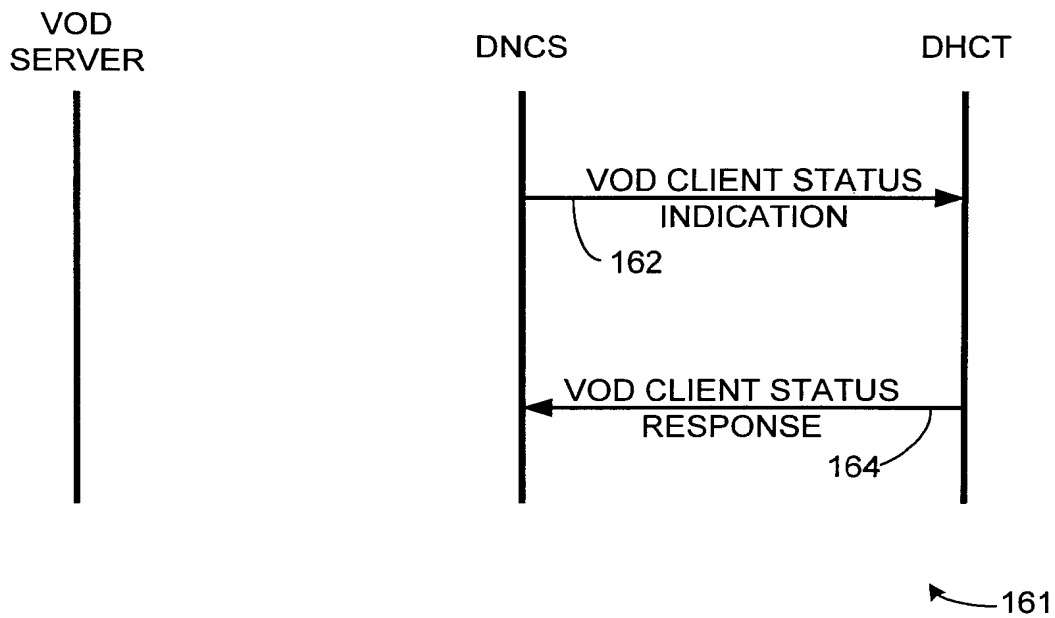 VOD
SERVER
DNCS
DHCT
VOD CLIENT STATUS
INDICATION
162
VOD CLIENT STATUS
RESPONSE
164
161